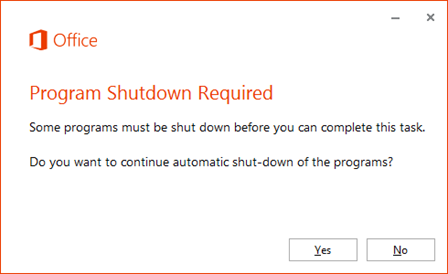 Office
Program Shutdown Required
Some programs must be shut down before you can complete this task.
Do you want to continue automatic shut-down of the programs?
Yes No